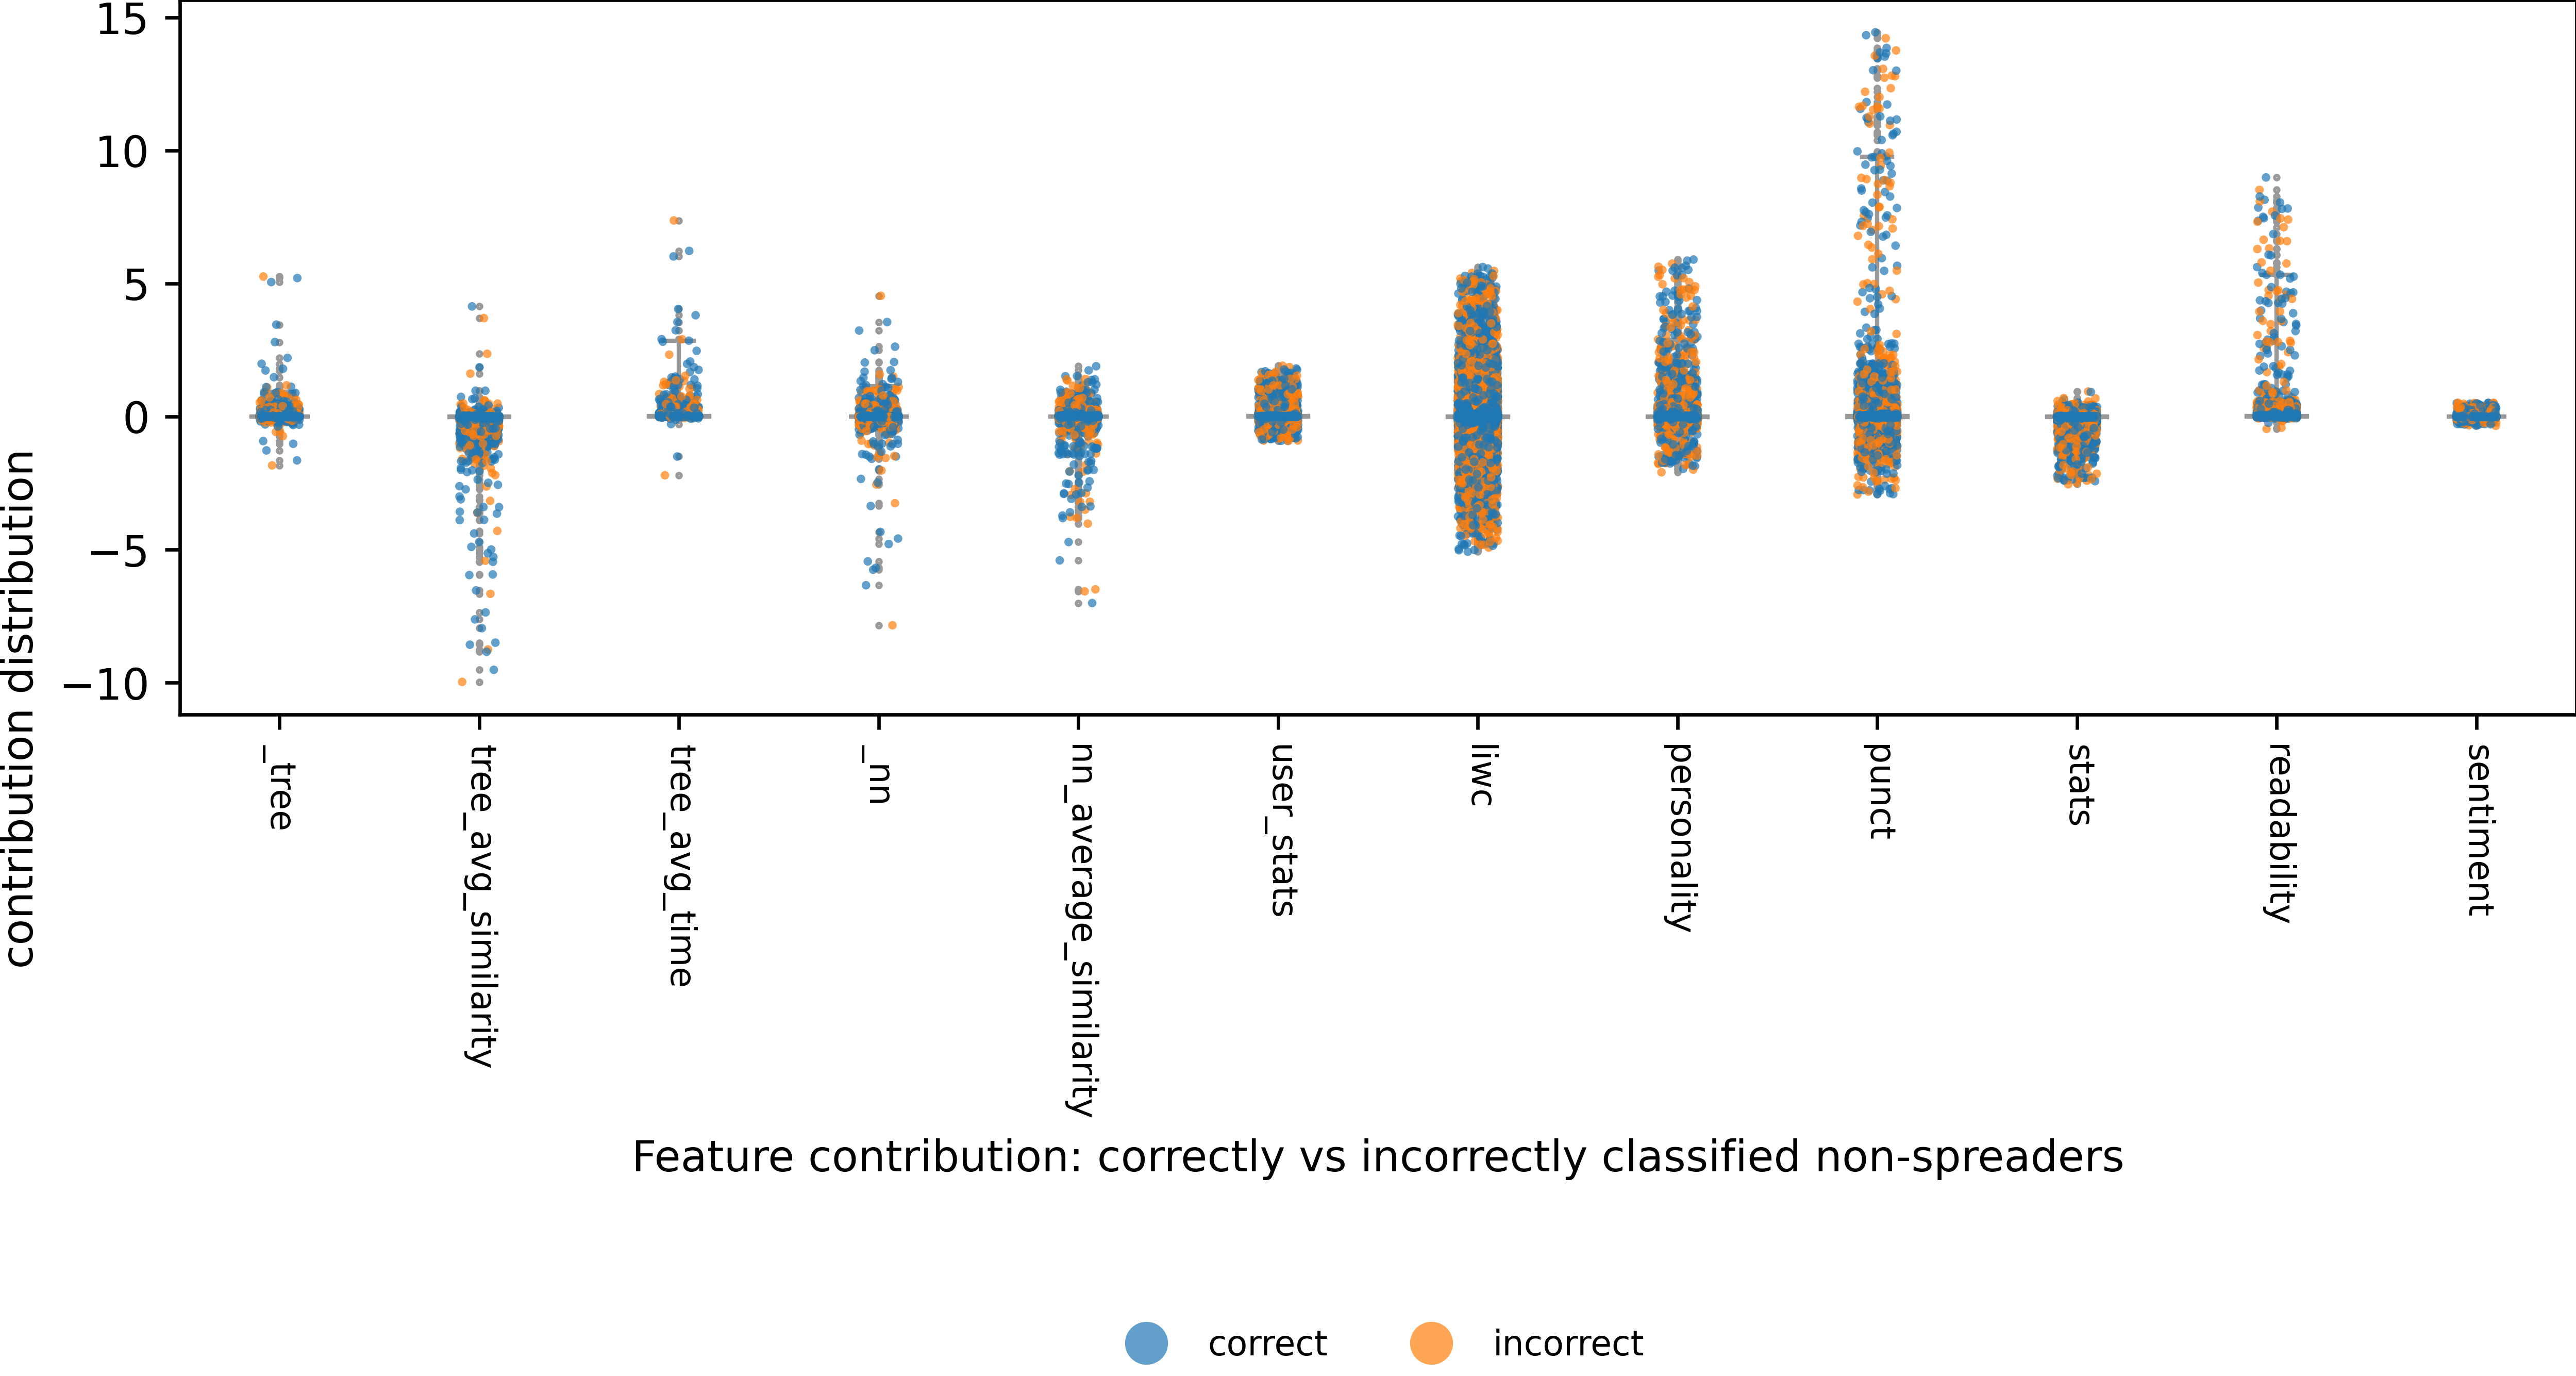 contribution distribution
15
10
5
0
−5
−10
_tree
tree_avg_similarity
tree_avg_time
_nn
nn_average_similarity
user_stats
liwc
personality
punct
stats
readability
sentiment
Feature contribution: correctly vs incorrectly classified non-spreaders
correct incorrect